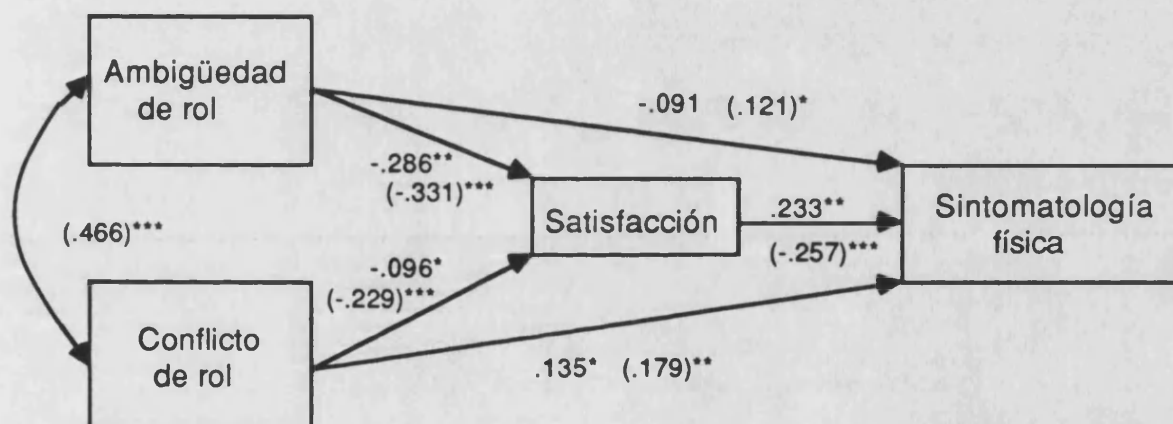 Ambigüedad
de rol
-.091 (.121)*
-.286**
(-.331)***
Satisfacción
.233**
(-.257)***
Sintomatología
física
(.466)***
-.096*
(-.229)***
Conflicto
de rol
.135* (.179)**